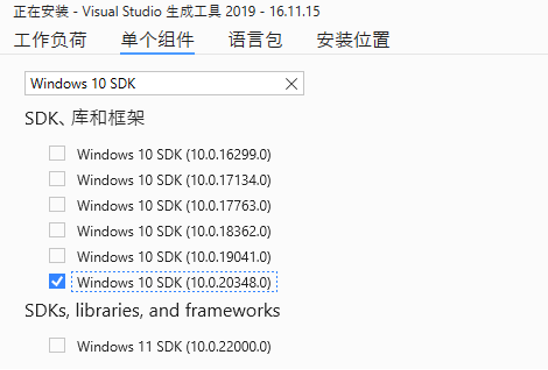 正在安装 - Visual Studio 生成工具 2019 - 16.11.15
工作负荷 单个组件 语言包 安装位置
Windows 10 SDK
SDK、库和框架
Windows 10 SDK (10.0.16299.0)
Windows 10 SDK (10.0.17134.0)
Windows 10 SDK (10.0.17763.0)
Windows 10 SDK (10.0.18362.0)
Windows 10 SDK (10.0.19041.0)
Windows 10 SDK (10.0.20348.0)
SDKs, libraries, and frameworks
Windows 11 SDK (10.0.22000.0)